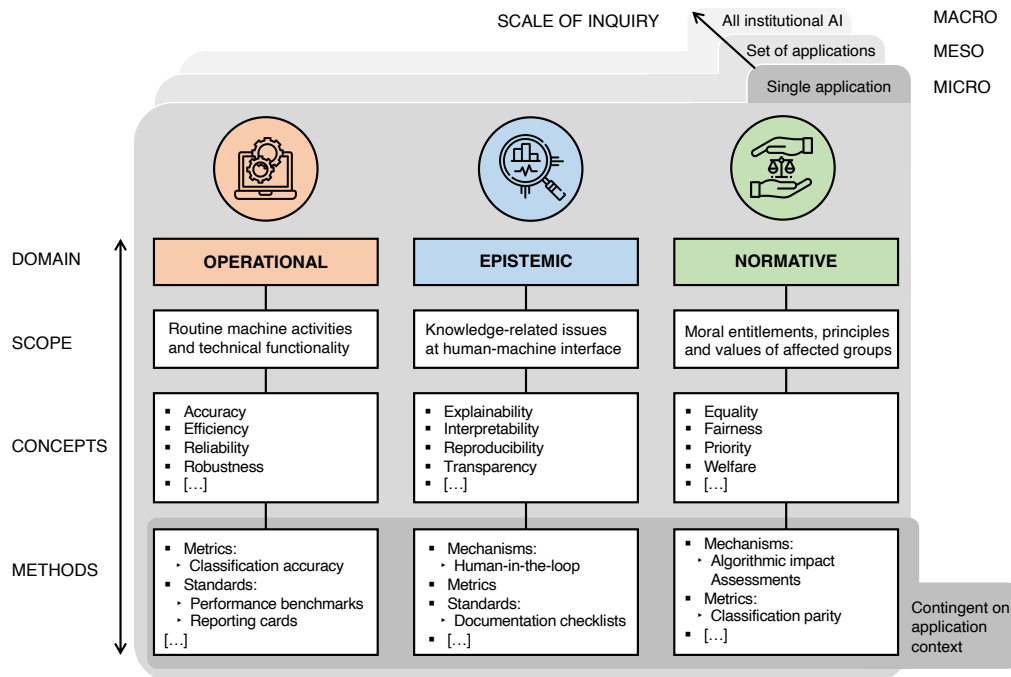 SCALE OF INQUIRY
All institutional AI
MACRO
Set of applications
MESO
Single application
MICRO
DOMAIN
OPERATIONAL
EPISTEMIC
NORMATIVE
SCOPE
Routine machine activities
and technical functionality
Knowledge-related issues
at human-machine interface
Moral entitlements, principles
and values of affected groups
CONCEPTS
▪ Accuracy
▪ Efficiency
▪ Reliability
▪ Robustness
▪ […]
▪ Explainability
▪ Interpretability
▪ Reproducibility
▪ Transparency
▪ […]
▪ Equality
▪ Fairness
▪ Priority
▪ Welfare
▪ […]
METHODS
▪ Metrics:
‣ Classification accuracy
▪ Standards:
‣ Performance benchmarks
‣ Reporting cards
[…]
▪ Mechanisms:
‣ Human-in-the-loop
▪ Metrics
▪ Standards:
‣ Documentation checklists
▪ […]
▪ Mechanisms:
‣ Algorithmic impact
Assessments
▪ Metrics:
‣ Classification parity
▪ […]
Contingent on
application
context